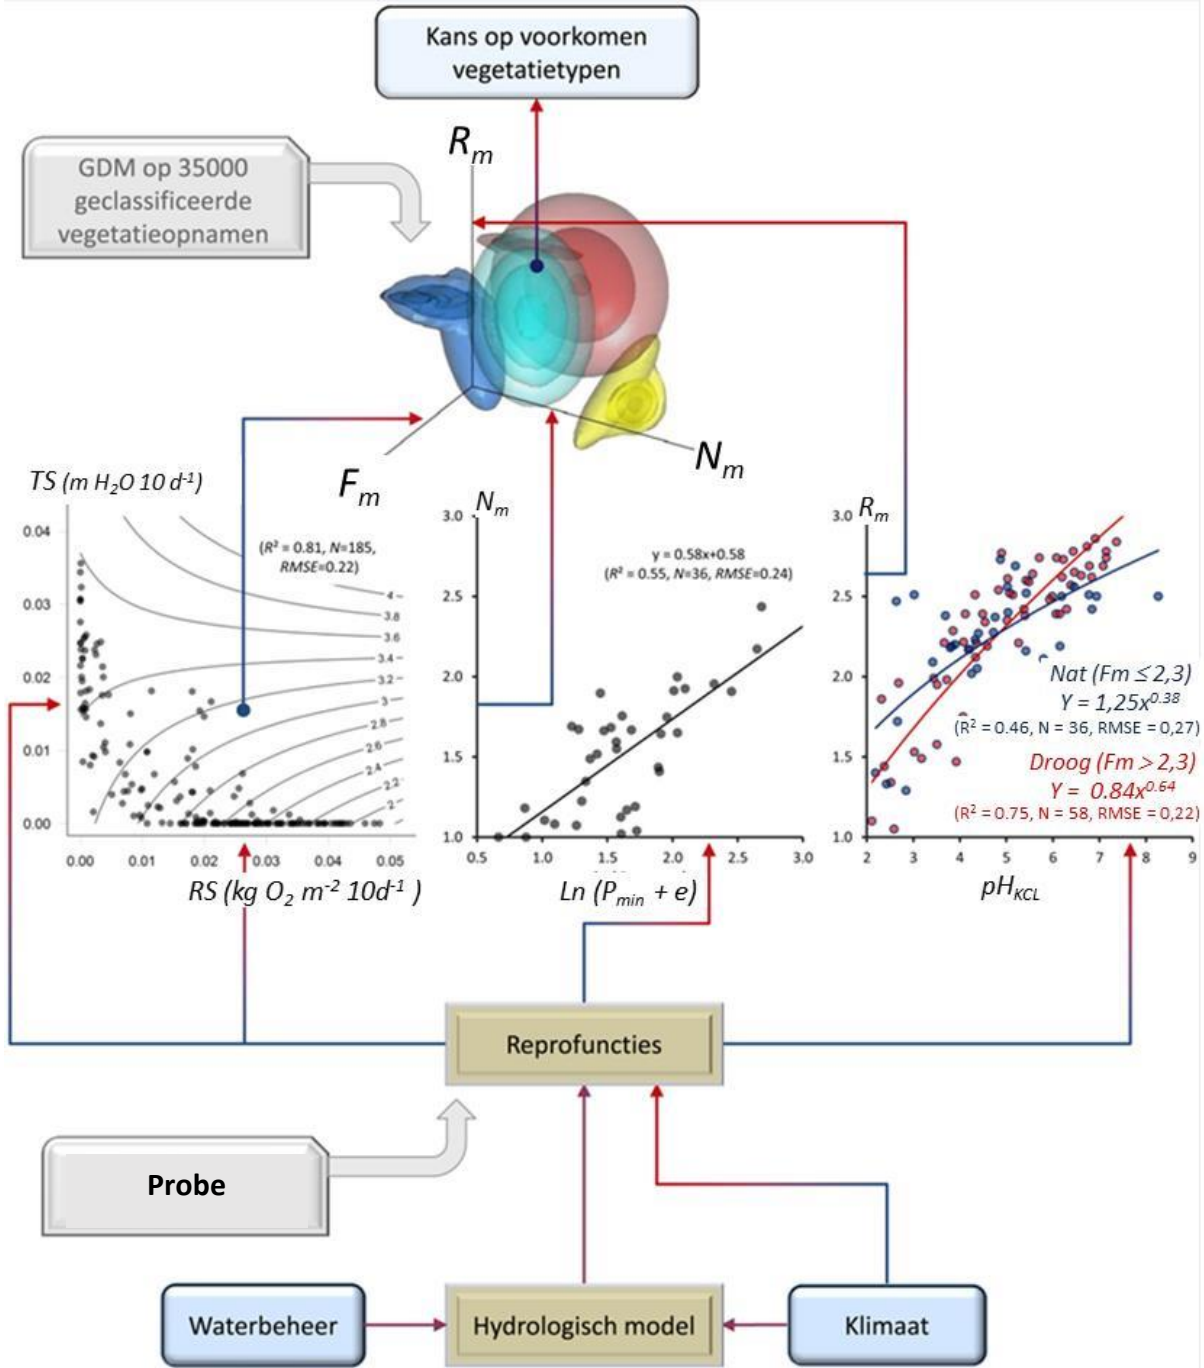 Kans op voorkomen
vegetatietypen
GDM op 35000
geclassificeerde
vegetatieopnamen
Rm
Fm
Nm
TS (m H2O 10 d-1)
(R² = 0.81, N=185,
RMSE=0.22)
0.04
0.03
0.02
0.01
0.00
4
3.8
3.6
3.4
3.2
3
2.8
2.6
2.4
2.2
2
0.00 0.01 0.02 0.03 0.04 0.05
RS (kg O2 m-2 10d-1 )
Nm
y = 0.58x+0.58
(R² = 0.55, N=36, RMSE=0.24)
3.0
2.5
2.0
1.5
1.0
0.5 1.0 1.5 2.0 2.5 3.0
Ln (Pmin + e)
Rm
3.0
2.5
2.0
1.5
1.0
Nat (Fm ≤ 2,3)
Y = 1,25x0.38
(R² = 0.46, N = 36, RMSE = 0,27)
Droog (Fm > 2,3)
Y = 0.84x0.64
(R² = 0.75, N = 58, RMSE = 0,22)
2 3 4 5 6 7 8 9
pHKCL
Reprofuncties
Probe
Waterbeheer
Hydrologisch model
Klimaat